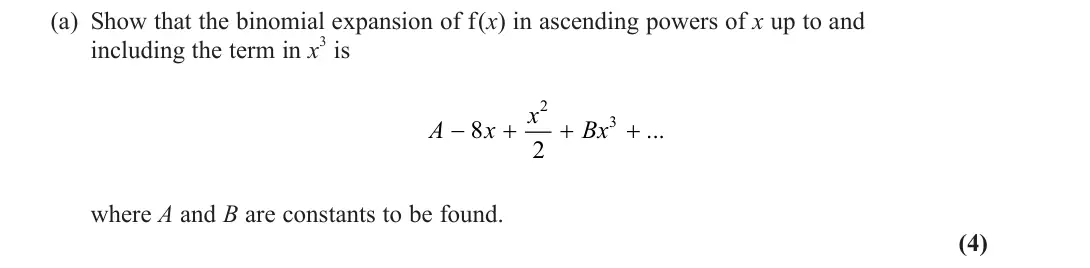 (a) Show that the binomial expansion of f(x) in ascending powers of x up to and
including the term in x³ is
A − 8x + x²/2 + Bx³ + ...
where A and B are constants to be found.
(4)